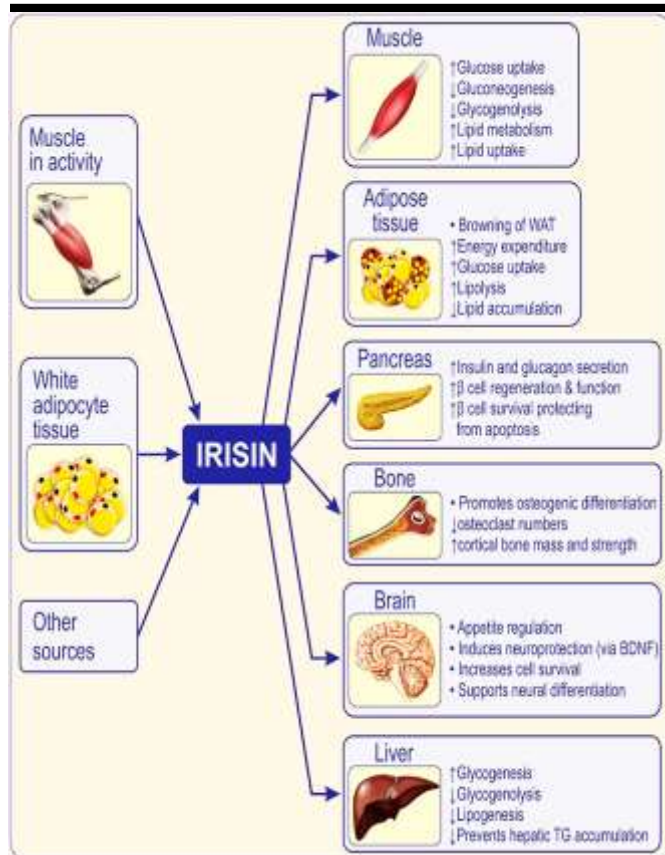 Muscle
in activity
White
adipocyte
tissue
Other
sources
IRISIN
Muscle
↑Glucose uptake
↓Gluconeogenesis
↓Glycogenolysis
↑Lipid metabolism
↑Lipid uptake
Adipose
tissue
• Browning of WAT
↑Energy expenditure
↑Glucose uptake
↑Lipolysis
↓Lipid accumulation
Pancreas
↑Insulin and glucagon secretion
↑β cell regeneration & function
↑β cell survival protecting
from apoptosis
Bone
• Promotes osteogenic differentiation
↓osteoclast numbers
↑cortical bone mass and strength
Brain
• Appetite regulation
• Induces neuroprotection (via BDNF)
• Increases cell survival
• Supports neural differentiation
Liver
↑Glycogenesis
↓Glycogenolysis
↓Lipogenesis
↓Prevents hepatic TG accumulation